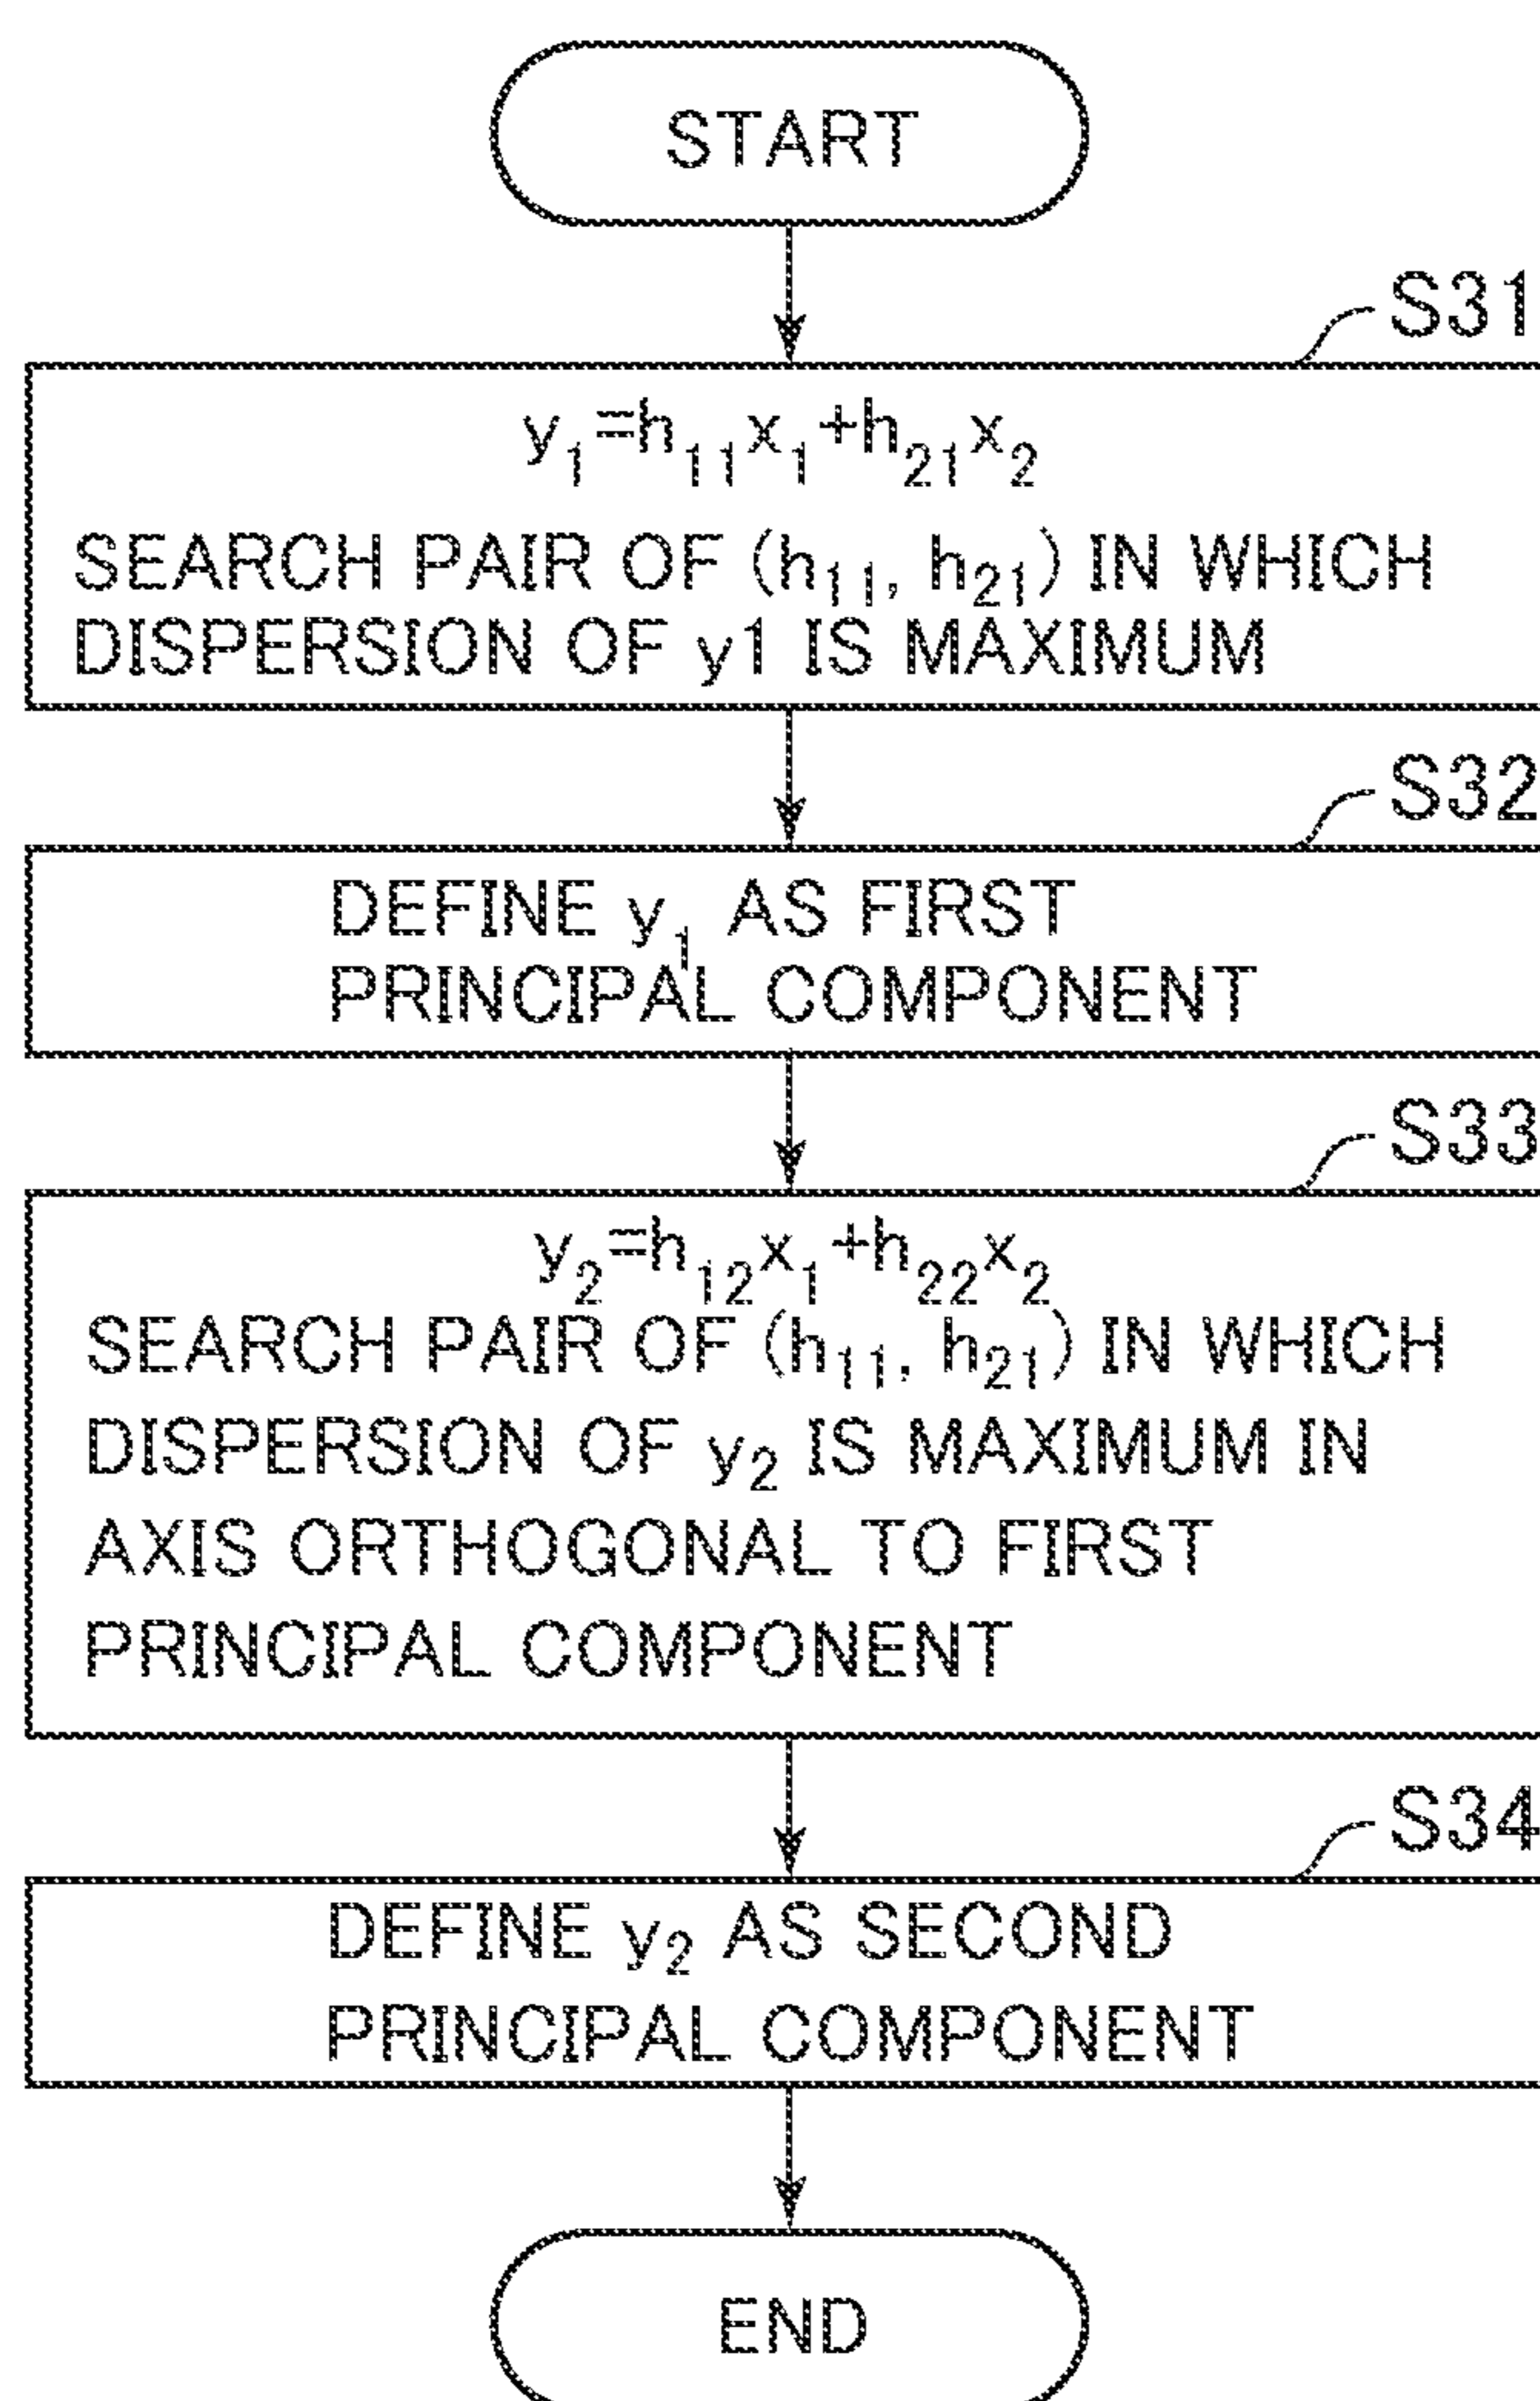 START
S31
y₁=h₁₁x₁+h₂₁x₂
SEARCH PAIR OF (h₁₁, h₂₁) IN WHICH
DISPERSION OF y1 IS MAXIMUM
S32
DEFINE y₁ AS FIRST
PRINCIPAL COMPONENT
S33
y₂=h₁₂x₁+h₂₂x₂
SEARCH PAIR OF (h₁₁, h₂₁) IN WHICH
DISPERSION OF y₂ IS MAXIMUM IN
AXIS ORTHOGONAL TO FIRST
PRINCIPAL COMPONENT
S34
DEFINE y₂ AS SECOND
PRINCIPAL COMPONENT
END